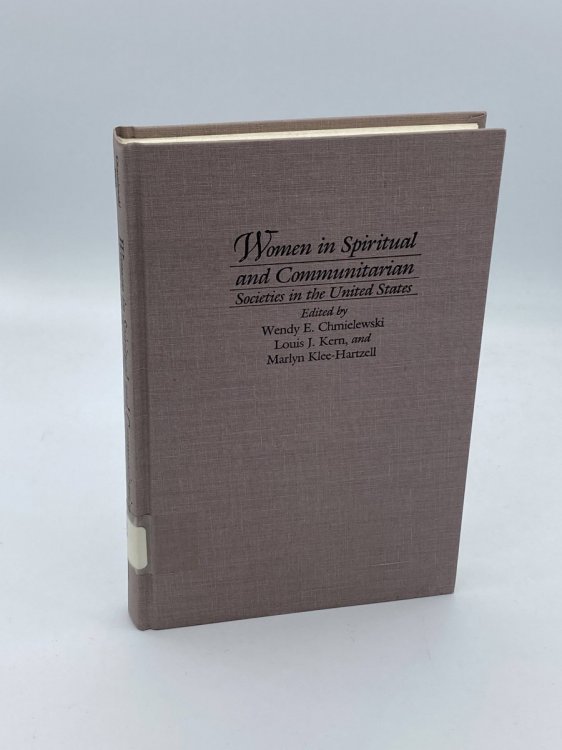 Women in Spiritual
and Communitarian
Societies in the United States
Edited by
Wendy E. Chmielewski
Louis J. Kern, and
Marlyn Klee-Hartzell